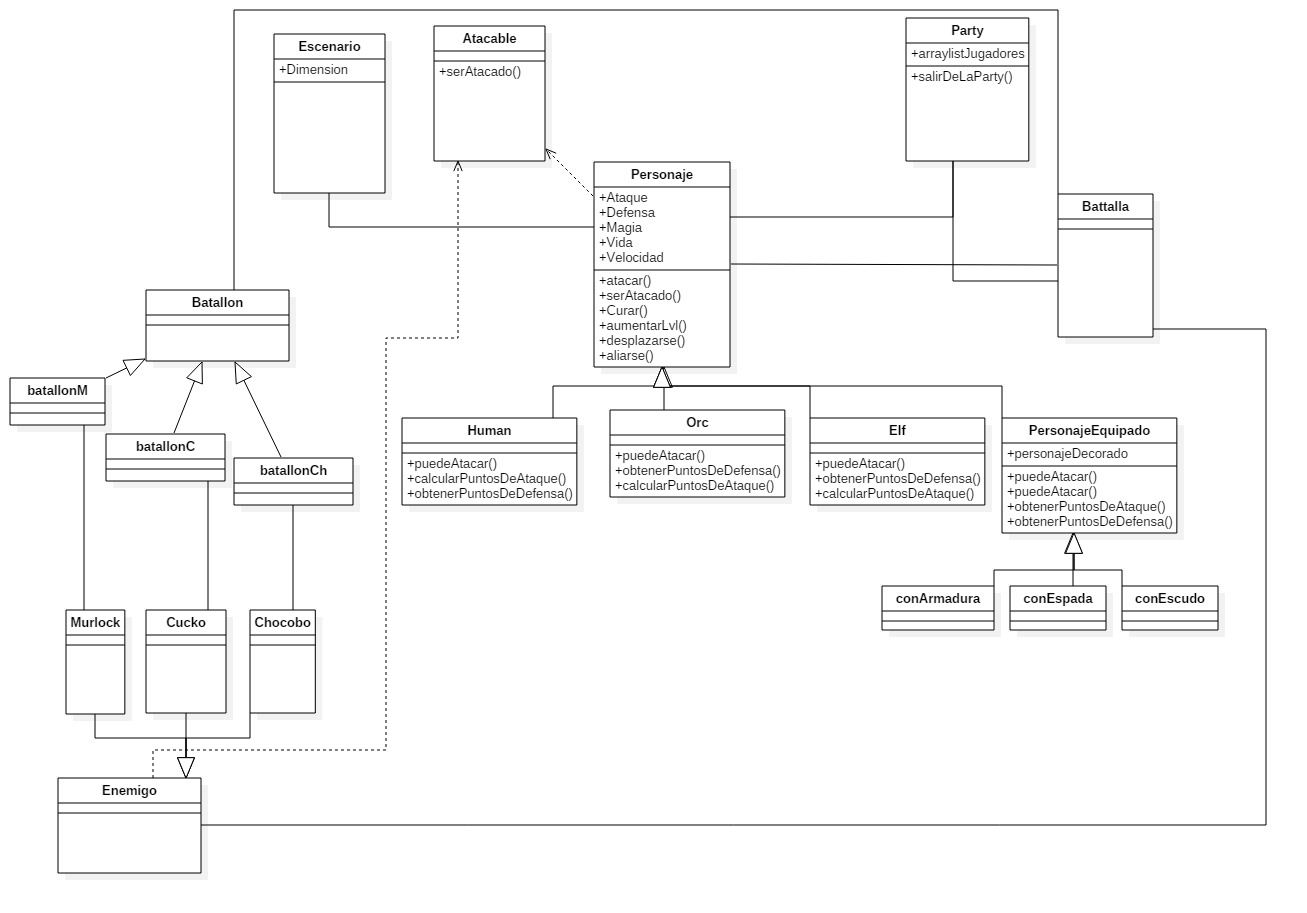 Escenario
+Dimension
Atacable
+serAtacado()
Party
+arraylistJugadores
+salirDeLaParty()
Personaje
+Ataque
+Defensa
+Magia
+Vida
+Velocidad
+atacar()
+serAtacado()
+Curar()
+aumentarLvl()
+desplazarse()
+aliarse()
Battalla
Batallon
batallonM
batallonC
batallonCh
Human
+puedeAtacar()
+calcularPuntosDeAtaque()
+obtenerPuntosDeDefensa()
Orc
+puedeAtacar()
+obtenerPuntosDeDefensa()
+calcularPuntosDeAtaque()
Elf
+puedeAtacar()
+obtenerPuntosDeDefensa()
+calcularPuntosDeAtaque()
PersonajeEquipado
+personajeDecorado
+puedeAtacar()
+puedeAtacar()
+obtenerPuntosDeAtaque()
+obtenerPuntosDeDefensa()
conArmadura
conEspada
conEscudo
Murlock
Cucko
Chocobo
Enemigo